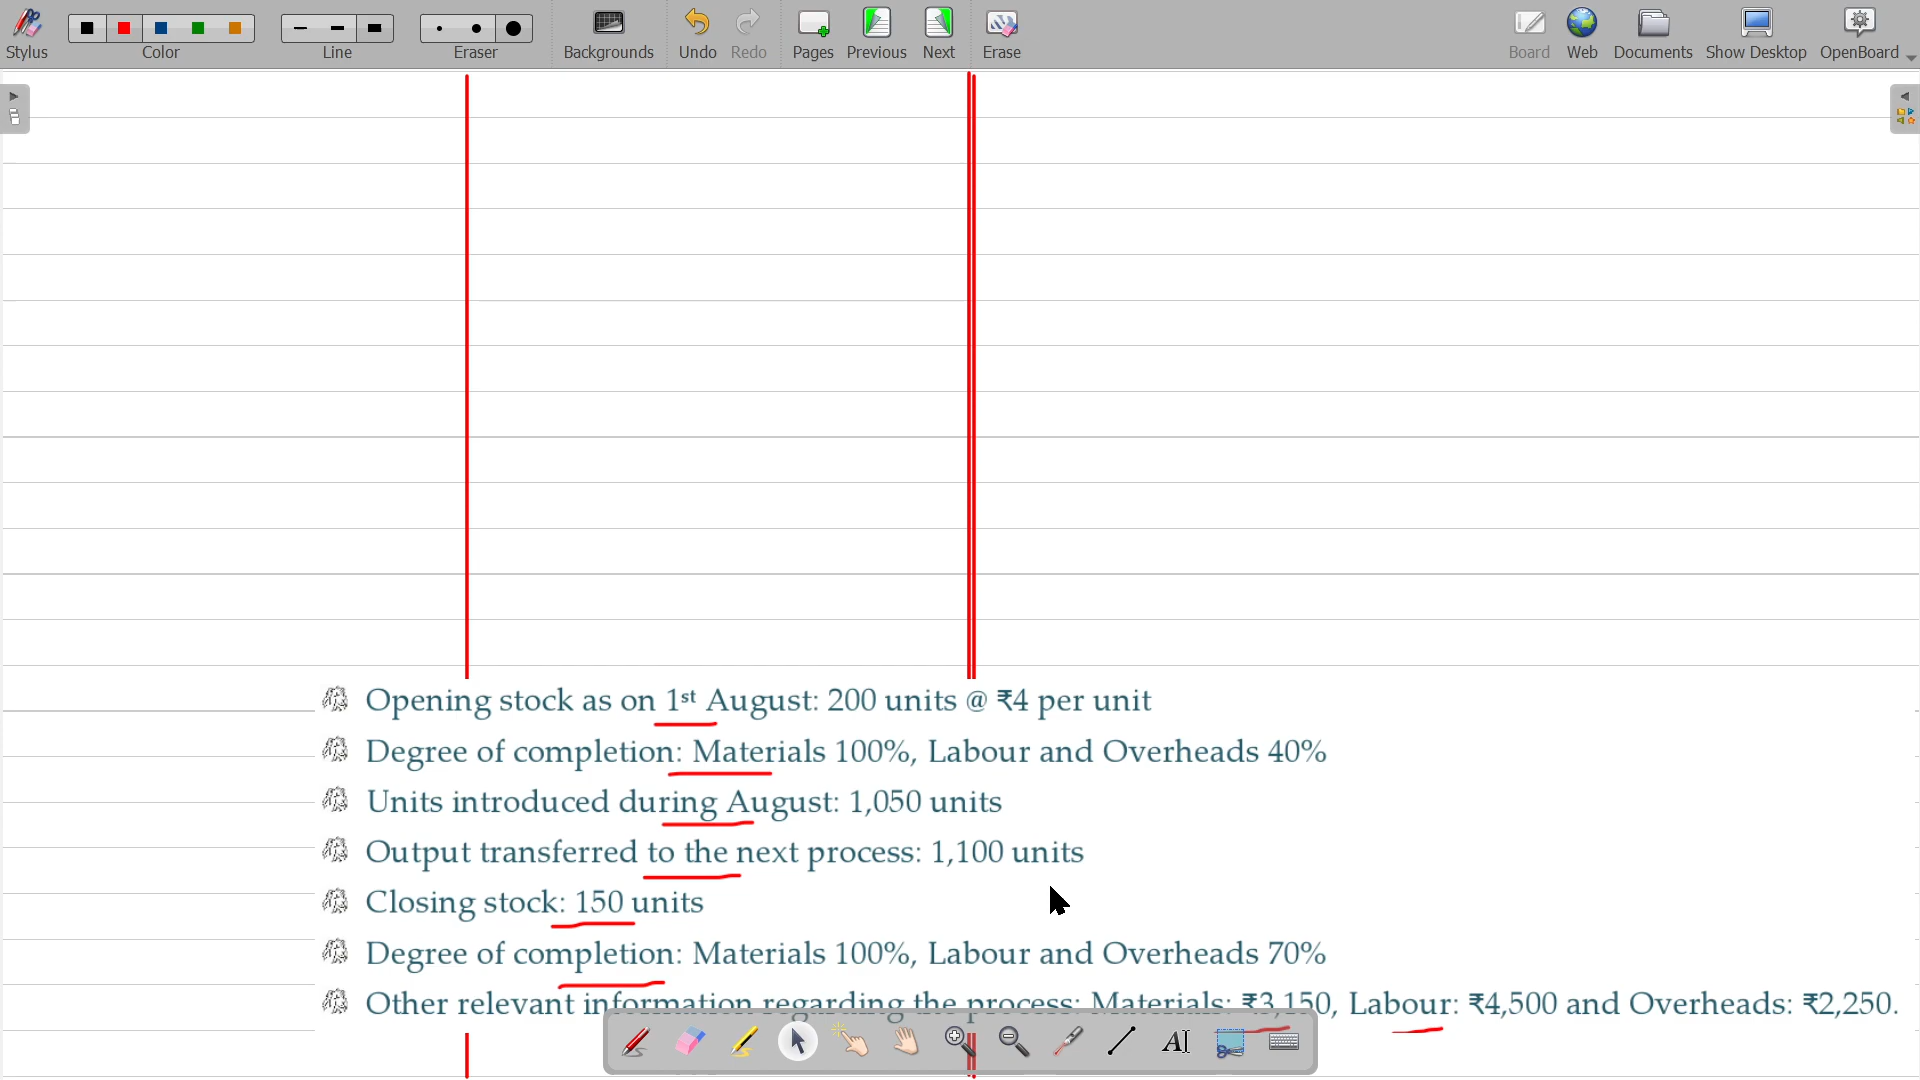 Stylus Color Line Eraser Backgrounds Undo Redo Pages Previous Next Erase Board Web Documents Show Desktop OpenBoard
Opening stock as on 1st August: 200 units @ ₹4 per unit
Degree of completion: Materials 100%, Labour and Overheads 40%
Units introduced during August: 1,050 units
Output transferred to the next process: 1,100 units
Closing stock: 150 units
Degree of completion: Materials 100%, Labour and Overheads 70%
Other relevant information regarding the process: Materials: ₹3,150, Labour: ₹4,500 and Overheads: ₹2,250.